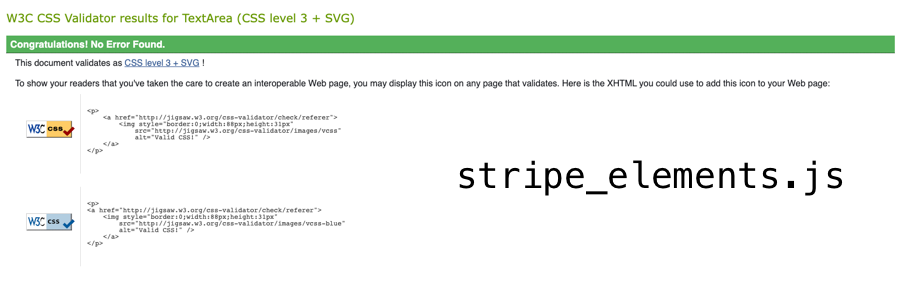 W3C CSS Validator results for TextArea (CSS level 3 + SVG)
Congratulations! No Error Found.
This document validates as CSS level 3 + SVG !
To show your readers that you've taken the care to create an interoperable Web page, you may display this icon on any page that validates. Here is the XHTML you could use to add this icon to your Web page:
W3C css
<p>
<a href="http://jigsaw.w3.org/css-validator/check/referer">
<img style="border:0;width:88px;height:31px"
src="http://jigsaw.w3.org/css-validator/images/vcss"
alt="Valid CSS!" />
</a>
</p>
stripe_elements.js
W3C css
<p>
<a href="http://jigsaw.w3.org/css-validator/check/referer">
<img style="border:0;width:88px;height:31px"
src="http://jigsaw.w3.org/css-validator/images/vcss-blue"
alt="Valid CSS!" />
</a>
</p>